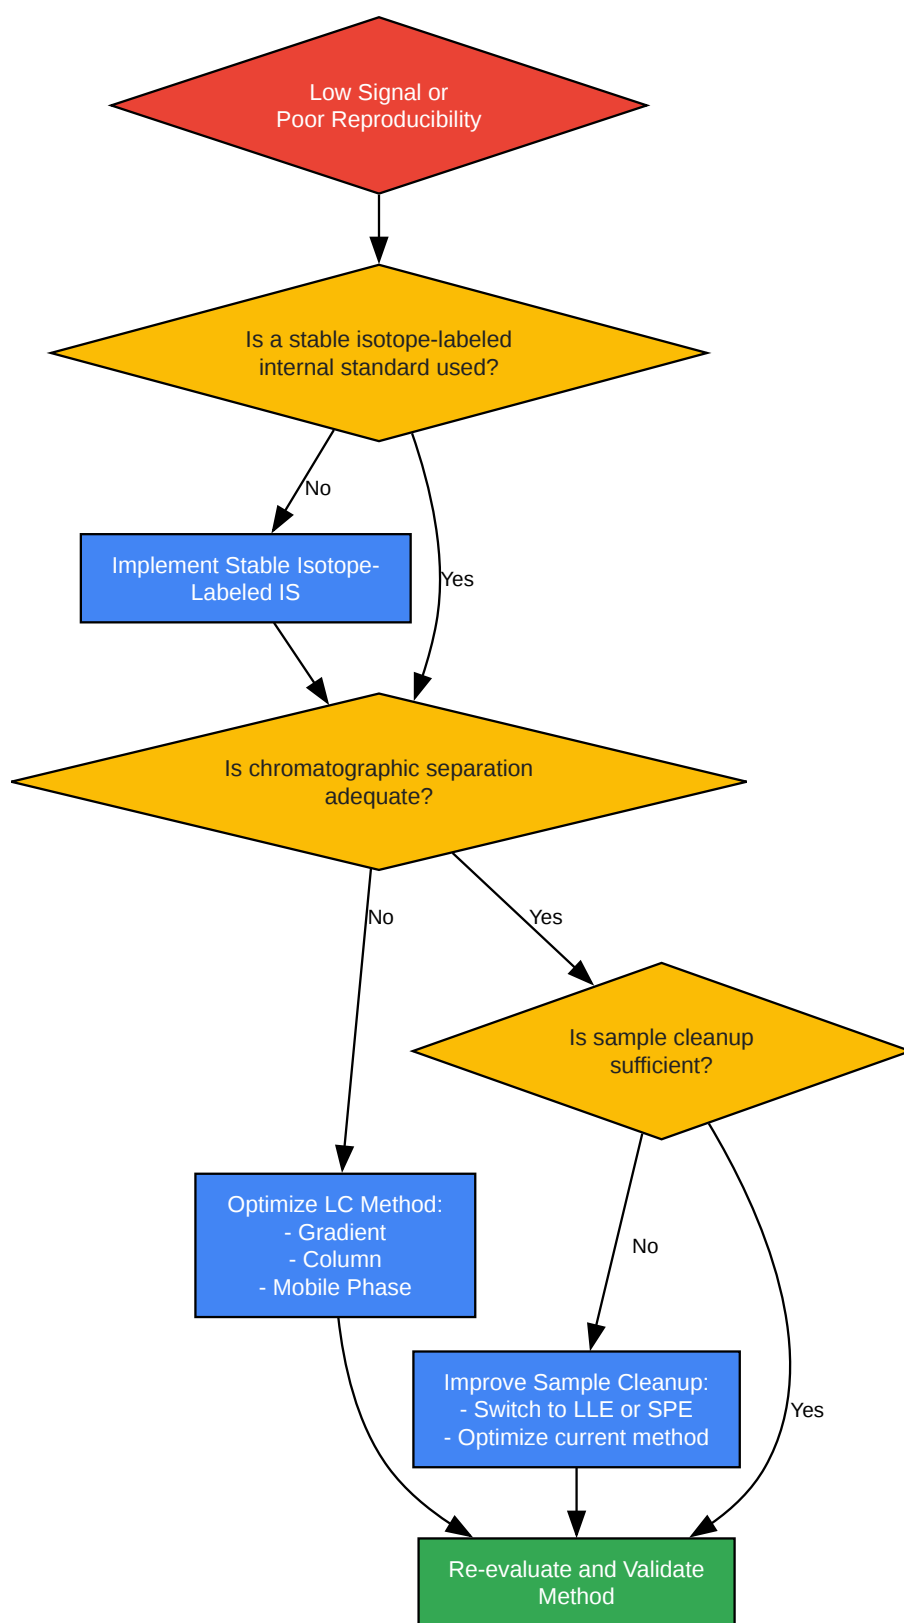 Low Signal or
Poor Reproducibility
Is a stable isotope-labeled
internal standard used?
No
Implement Stable Isotope-
Labeled IS
Yes
Is chromatographic separation
adequate?
No
Yes
Is sample cleanup
sufficient?
Optimize LC Method:
- Gradient
- Column
- Mobile Phase
No
Improve Sample Cleanup:
- Switch to LLE or SPE
- Optimize current method
Yes
Re-evaluate and Validate
Method